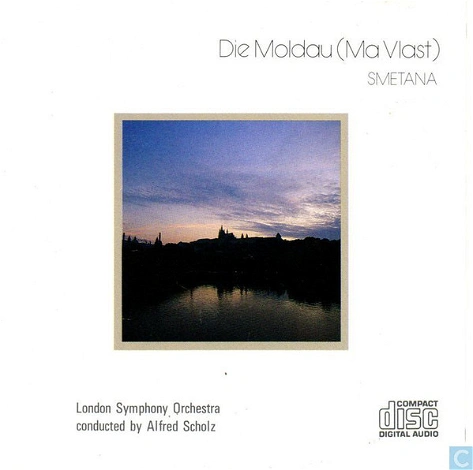 Die Moldau (Ma Vlast)
SMETANA
London Symphony Orchestra
conducted by Alfred Scholz
COMPACT
disc
DIGITAL AUDIO
C